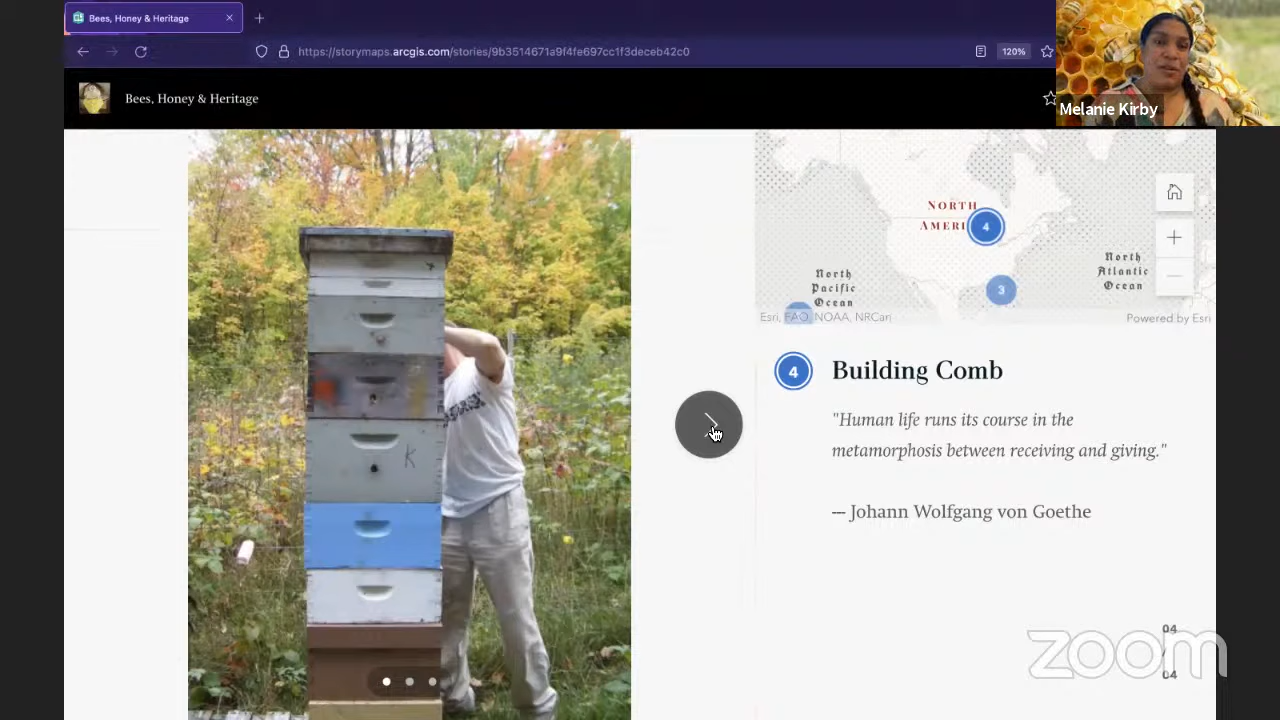 Bees, Honey & Heritage
https://storymaps.arcgis.com/stories/9b3514671a9f4fe697cc1f3deceb42c0
120%
Bees, Honey & Heritage
Melanie Kirby
NORTH
AMERI
4
North
Pacific
Ocean
3
North
Atlantic
Ocean
Esri, FAO, NOAA, NRCan
Powered by Esri
K
4
Building Comb
"Human life runs its course in the
metamorphosis between receiving and giving."
— Johann Wolfgang von Goethe
04
/
04
zoom